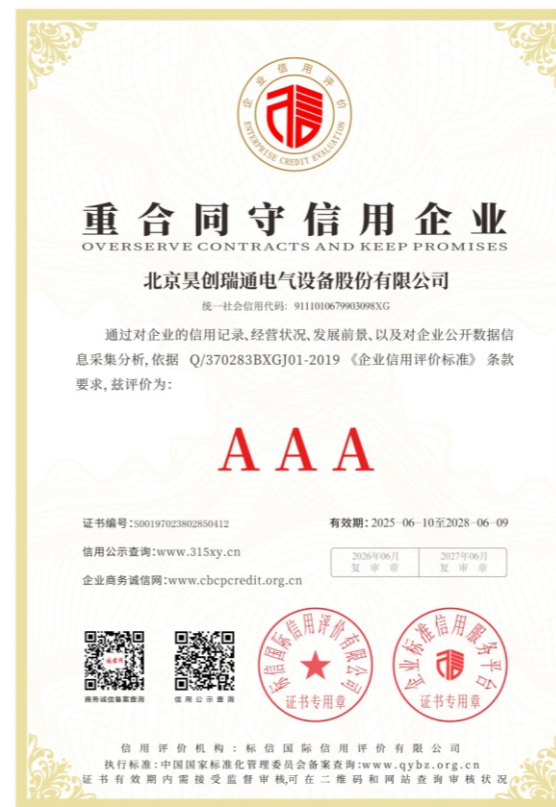 企业信用评价
ENTERPRISE CREDIT EVALUATION
重合同守信用企业
OVERSERVE CONTRACTS AND KEEP PROMISES
北京昊创瑞通电气设备股份有限公司
统一社会信用代码: 9111010679903098XG
通过对企业的信用记录、经营状况、发展前景、以及对企业公开数据信
息采集分析,依据 Q/370283BXGJ01-2019 《企业信用评价标准》 条款
要求, 兹评价为:
AAA
证书编号:S00197023802850412
有效期: 2025-06-10至2028-06-09
信用公示查询:www.315xy.cn
2026年06月
复 审 章
2027年06月
复 审 章
企业商务诚信网:www.cbcpcredit.org.cn
商务诚信备案查询
信用公示查询
标信国际信用评价有限公司
证书专用章
企业标准信用服务平台
证书专用章
信用评价机构:标信国际信用评价有限公司
执行标准:中国国家标准化管理委员会备案查询:www.qybz.org.cn
证书有效期内需接受监督审核,可在二维码和网站查询审核状况